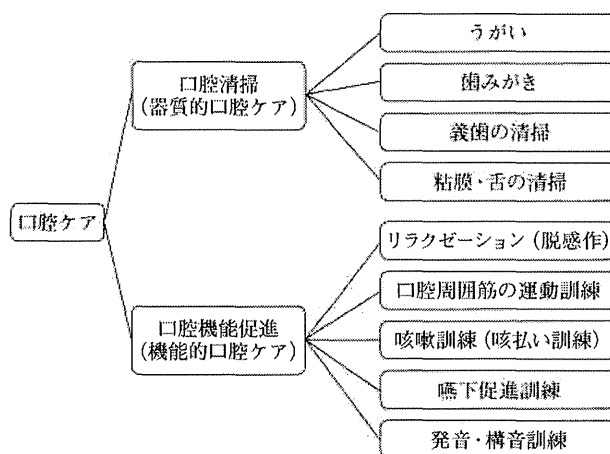 口腔ケア
口腔清掃
(器質的口腔ケア)
うがい
歯みがき
義歯の清掃
粘膜・舌の清掃
口腔機能促進
(機能的口腔ケア)
リラクゼーション(脱感作)
口腔周囲筋の運動訓練
咳嗽訓練(咳払い訓練)
嚥下促進訓練
発音・構音訓練